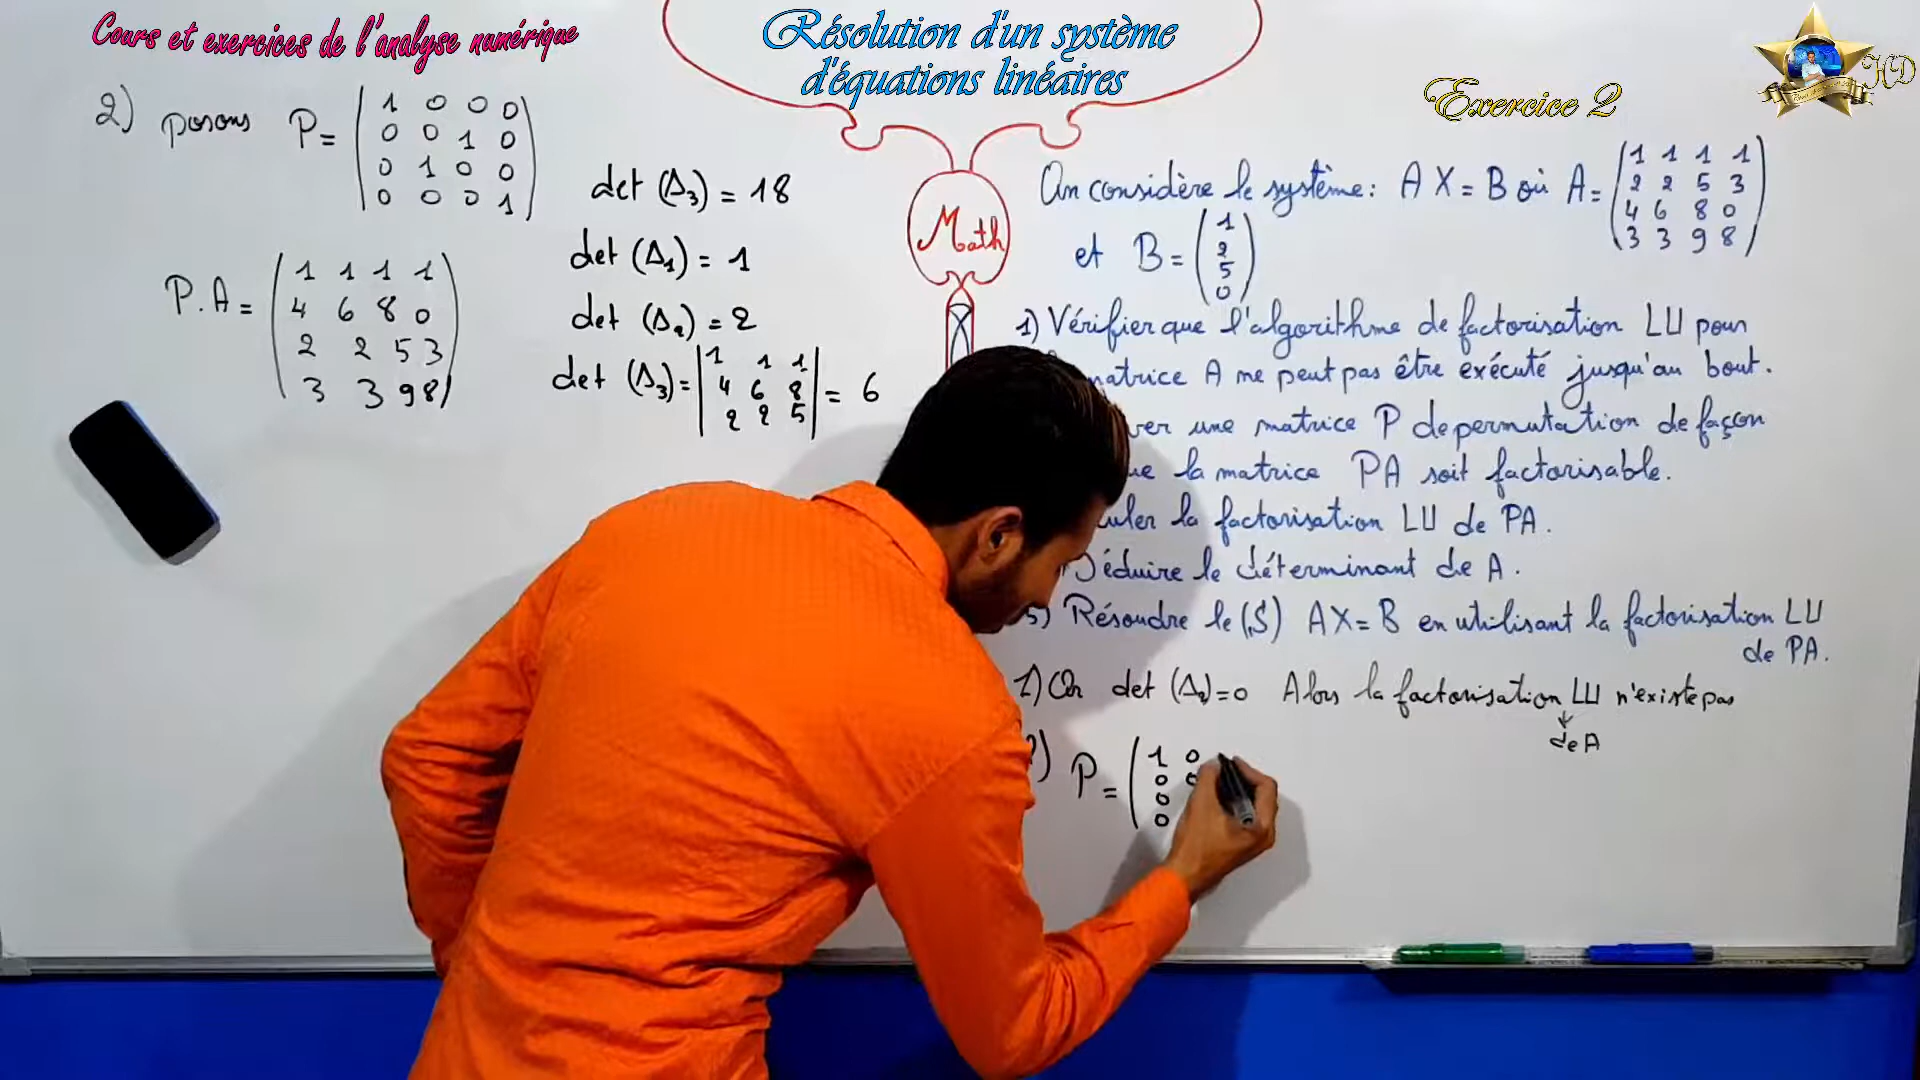 Cours et exercices de l'analyse numérique
Résolution d'un système
d'équations linéaires
Exercice 2
HD
2) posons P = ( 1 0 0 0
0 0 1 0
0 1 0 0
0 0 0 1 )
P.A = ( 1 1 1 1
4 6 8 0
2 2 5 3
3 3 9 8 )
det (Δ3) = 18
det (Δ1) = 1
det (Δ2) = 2
det (Δ3) = | 1 1 1
4 6 8
2 2 5 | = 6
Math
On considère le système: A X = B où A = ( 1 1 1 1
2 2 5 3
4 6 8 0
3 3 9 8 )
et B = ( 1
2
5
0 )
1) Vérifier que l'algorithme de factorisation LU pour
matrice A ne peut pas être exécuté jusqu'au bout.
ver une matrice P de permutation de façon
ue la matrice PA soit factorisable.
culer la factorisation LU de PA.
Déduire le déterminant de A.
5) Résoudre le (S) AX = B en utilisant la factorisation LU
de PA.
1) On det (Δ2) = 0 Alors la factorisation LU n'existe pas
de A
2) P = ( 1 0
0 0
0
0